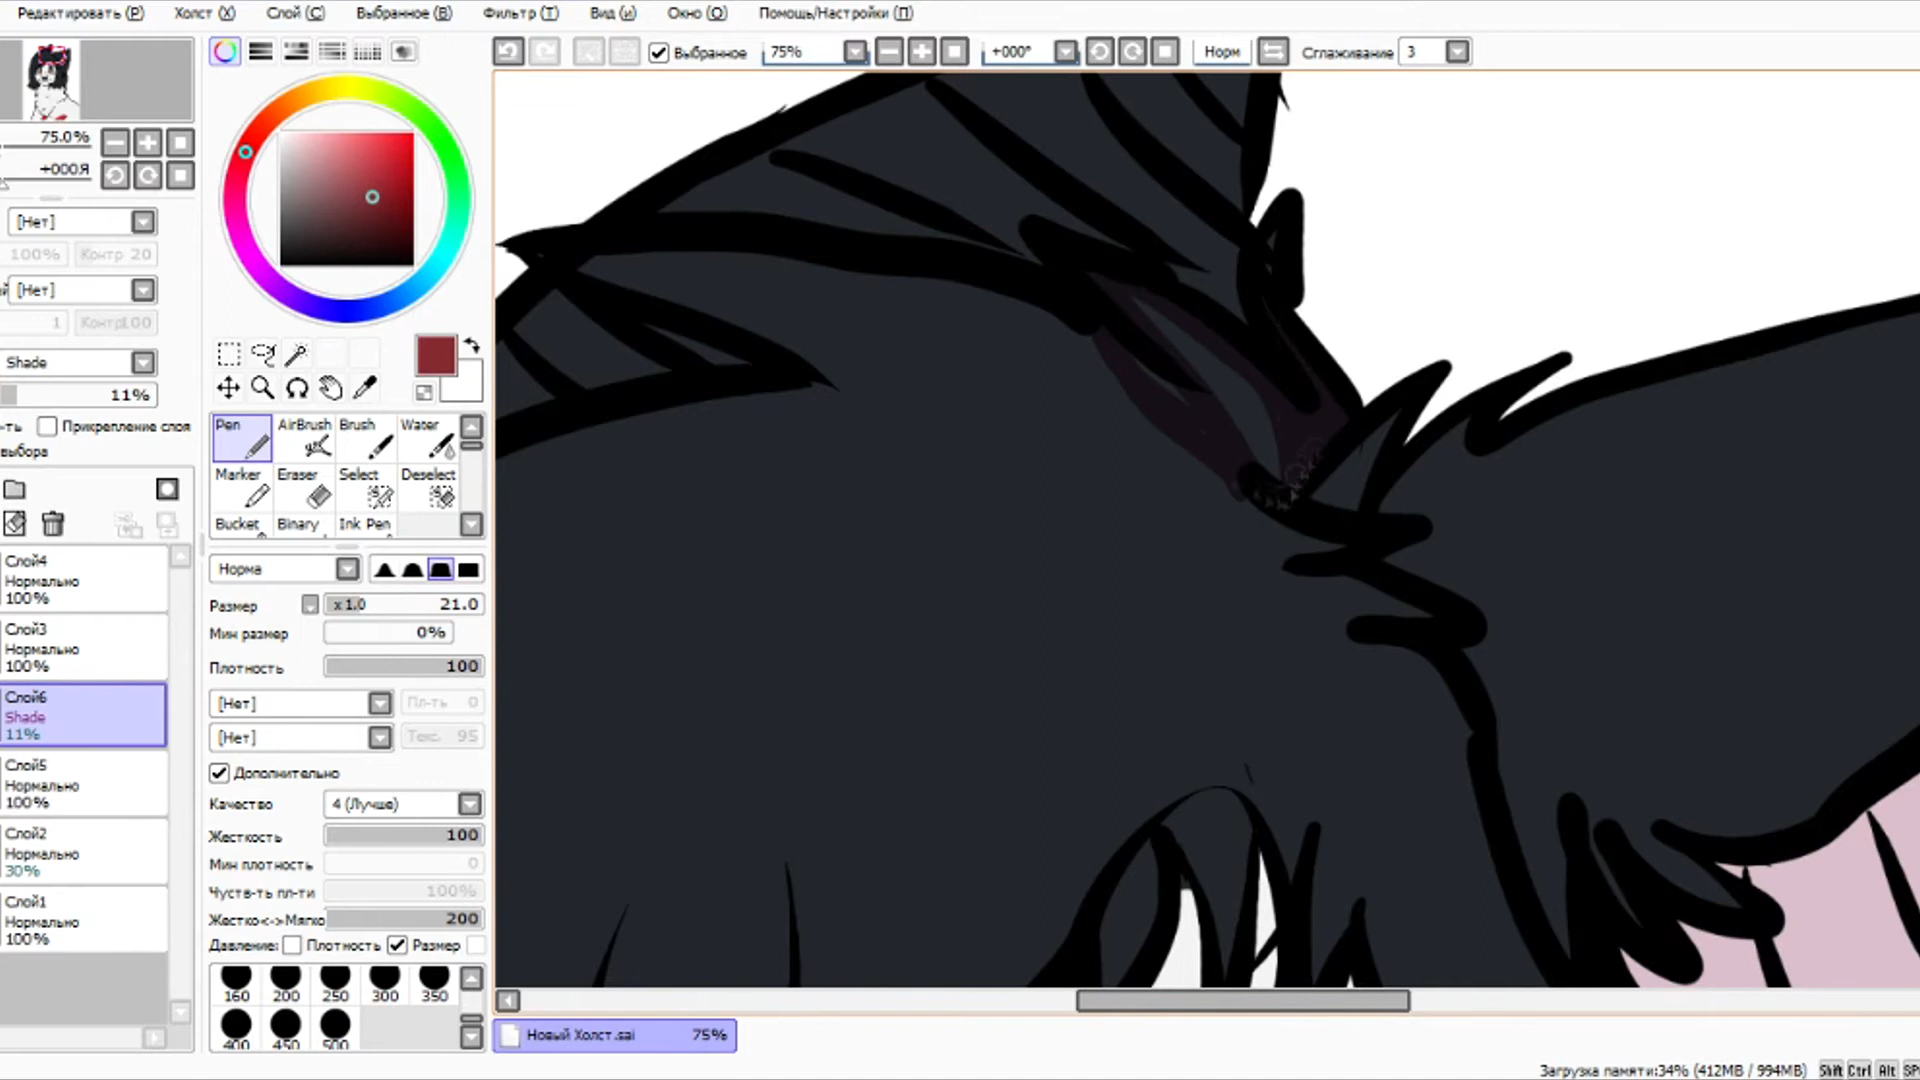 Редактировать (P) Холст (X) Слой (C) Выбранное (B) Фильтр (T) Вид (и) Окно (O) Помощь/Настройки (П)
Выбранное 75% +000° Норм Сглаживание 3
75.0%
+000Я
[Нет]
100% Контр 20
[Нет]
1 Контр100
Shade
11%
-ть Прикрепление слоя
выбора
Слой4
Нормально
100%
Слой3
Нормально
100%
Слой6
Shade
11%
Слой5
Нормально
100%
Слой2
Нормально
30%
Слой1
Нормально
100%
Pen AirBrush Brush Water
Marker Eraser Select Deselect
Bucket Binary Ink Pen
Норма
Размер x 1.0 21.0
Мин размер 0%
Плотность 100
[Нет] Пл-ть 0
[Нет] Текс. 95
Дополнительно
Качество 4 (Лучше)
Жесткость 100
Мин плотность 0
Чуств-ть пл-ти 100%
Жестко<->Мягко 200
Давление: Плотность Размер
160 200 250 300 350
400 450 500
Новый Холст.sai 75%
Загрузка памяти:34% (412MB / 994MB) Shift Ctrl Alt SP